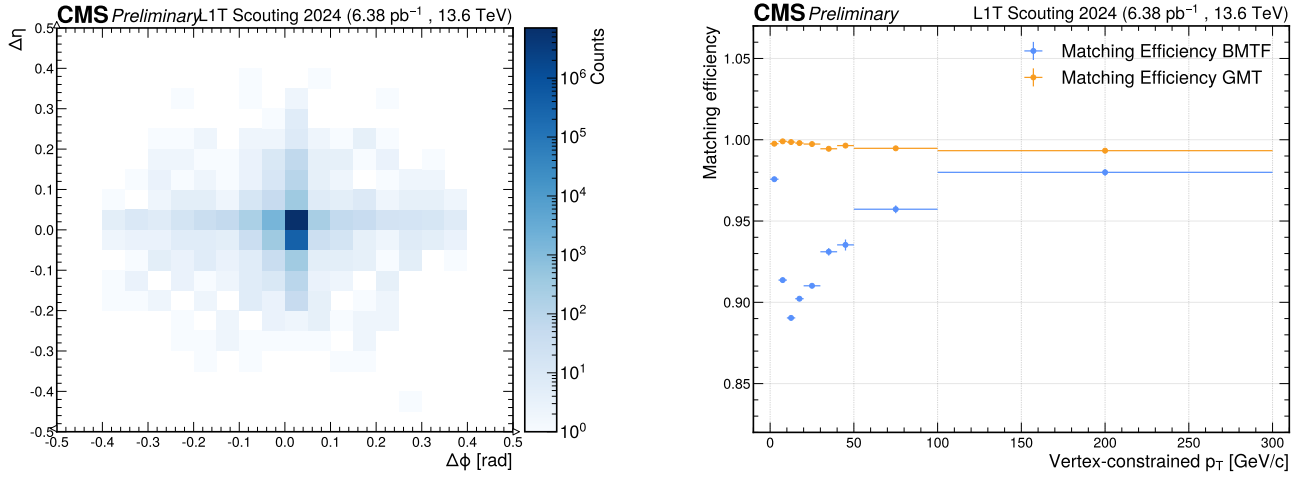 CMS Preliminary L1T Scouting 2024 (6.38 pb⁻¹ , 13.6 TeV)
Δη
0.5
0.4
0.3
0.2
0.1
0.0
-0.1
-0.2
-0.3
-0.4
-0.5
-0.5 -0.4 -0.3 -0.2 -0.1 0.0 0.1 0.2 0.3 0.4 0.5
Δϕ [rad]
Counts
10⁶
10⁵
10⁴
10³
10²
10¹
10⁰
CMS Preliminary L1T Scouting 2024 (6.38 pb⁻¹ , 13.6 TeV)
Matching efficiency
Matching Efficiency BMTF
Matching Efficiency GMT
1.05
1.00
0.95
0.90
0.85
0 50 100 150 200 250 300
Vertex-constrained p_T [GeV/c]